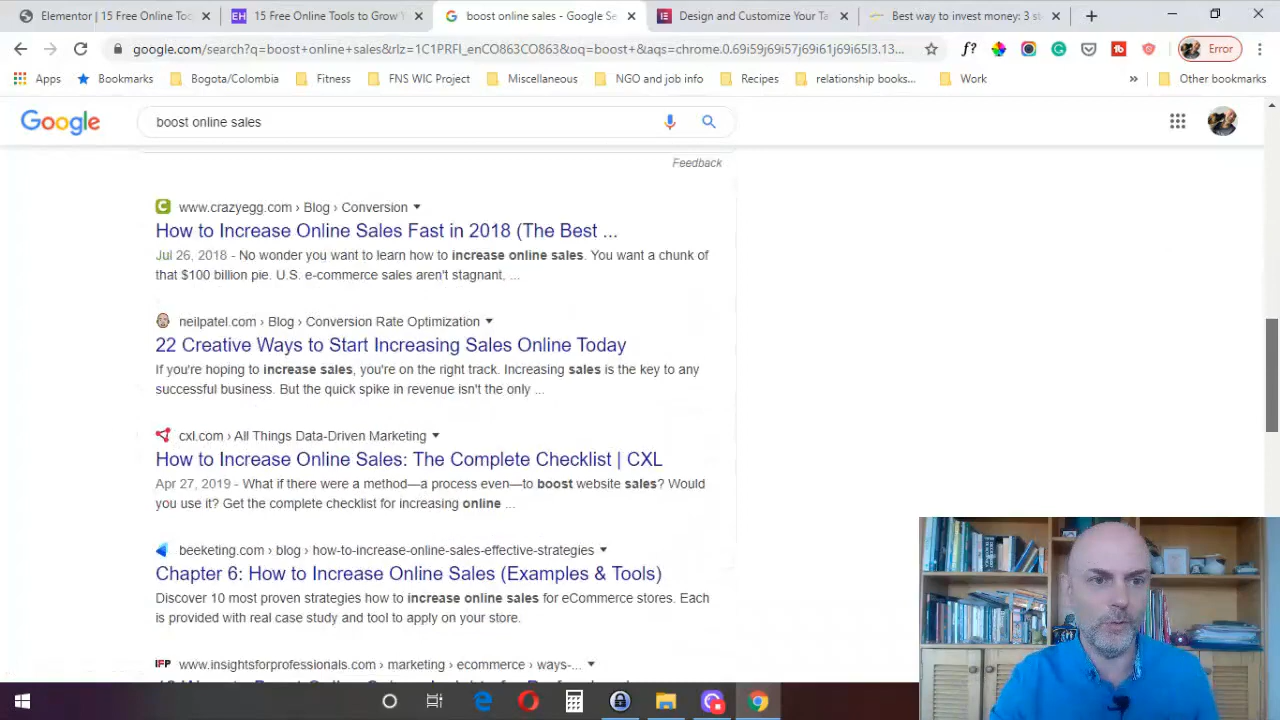 Elementor | 15 Free Online Too
15 Free Online Tools to Growt
boost online sales - Google Se
Design and Customize Your Ta
Best way to invest money: 3 st
google.com/search?q=boost+online+sales&rlz=1C1PRFI_enCO863CO863&oq=boost+&aqs=chrome.0.69i59j69i57j69i61j69i65l3.13...
f?
Error
Apps
Bookmarks
Bogota/Colombia
Fitness
FNS WIC Project
Miscellaneous
NGO and job info
Recipes
relationship book...
Work
»
Other bookmarks
Google
boost online sales
Feedback
www.crazyegg.com › Blog › Conversion
How to Increase Online Sales Fast in 2018 (The Best ...
Jul 26, 2018 - No wonder you want to learn how to increase online sales. You want a chunk of
that $100 billion pie. U.S. e-commerce sales aren't stagnant, ...
neilpatel.com › Blog › Conversion Rate Optimization
22 Creative Ways to Start Increasing Sales Online Today
If you're hoping to increase sales, you're on the right track. Increasing sales is the key to any
successful business. But the quick spike in revenue isn't the only ...
cxl.com › All Things Data-Driven Marketing
How to Increase Online Sales: The Complete Checklist | CXL
Apr 27, 2019 - What if there were a method—a process even—to boost website sales? Would
you use it? Get the complete checklist for increasing online ...
beeketing.com › blog › how-to-increase-online-sales-effective-strategies
Chapter 6: How to Increase Online Sales (Examples & Tools)
Discover 10 most proven strategies how to increase online sales for eCommerce stores. Each
is provided with real case study and tool to apply on your store.
IFP www.insightsforprofessionals.com › marketing › ecommerce › ways-...